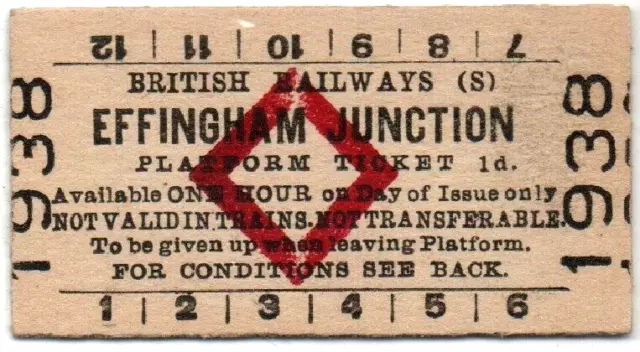 12 | 11 | 10 | 9 | 8 | 7
BRITISH RAILWAYS (S)
EFFINGHAM JUNCTION
PLATFORM TICKET 1d.
Available ONE HOUR on Day of Issue only
NOT VALID IN TRAINS. NOT TRANSFERABLE.
To be given up when leaving Platform.
FOR CONDITIONS SEE BACK.
1 | 2 | 3 | 4 | 5 | 6
1938
1938